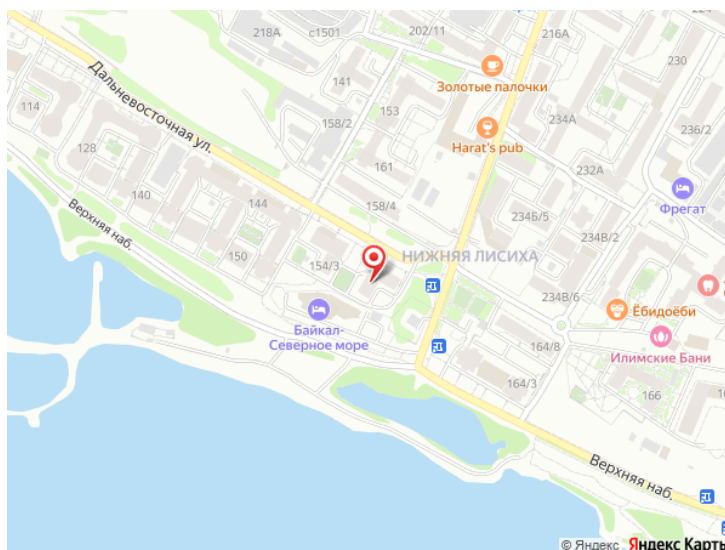 202/11
с1501
218А
216А
230
Золотые палочки
141
114
Дальневосточная ул.
153
234А
158/2
236/2
Harat's pub
128
161
232А
140
158/4
Фрегат
144
234Б/5
Верхняя наб.
234В/2
150
154/3
НИЖНЯЯ ЛИСИХА
234В/6
Ёбидоёби
Байкал-
Северное море
164/8
Илимские Бани
164/3
166
Верхняя наб.
© Яндекс Яндекс Карты